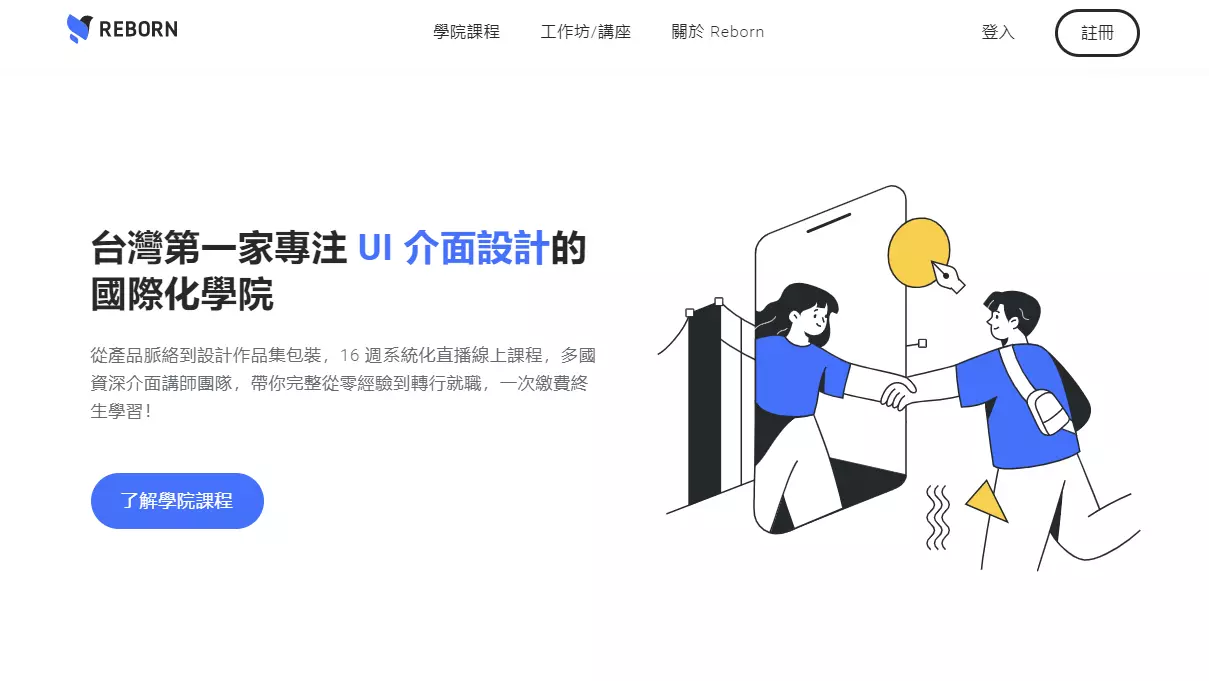 REBORN
學院課程
工作坊/講座
關於 Reborn
登入
註冊
台灣第一家專注 UI 介面設計的
國際化學院
從產品脈絡到設計作品集包裝，16 週系統化直播線上課程，多國
資深介面講師團隊，帶你完整從零經驗到轉行就職，一次繳費終
生學習！
了解學院課程